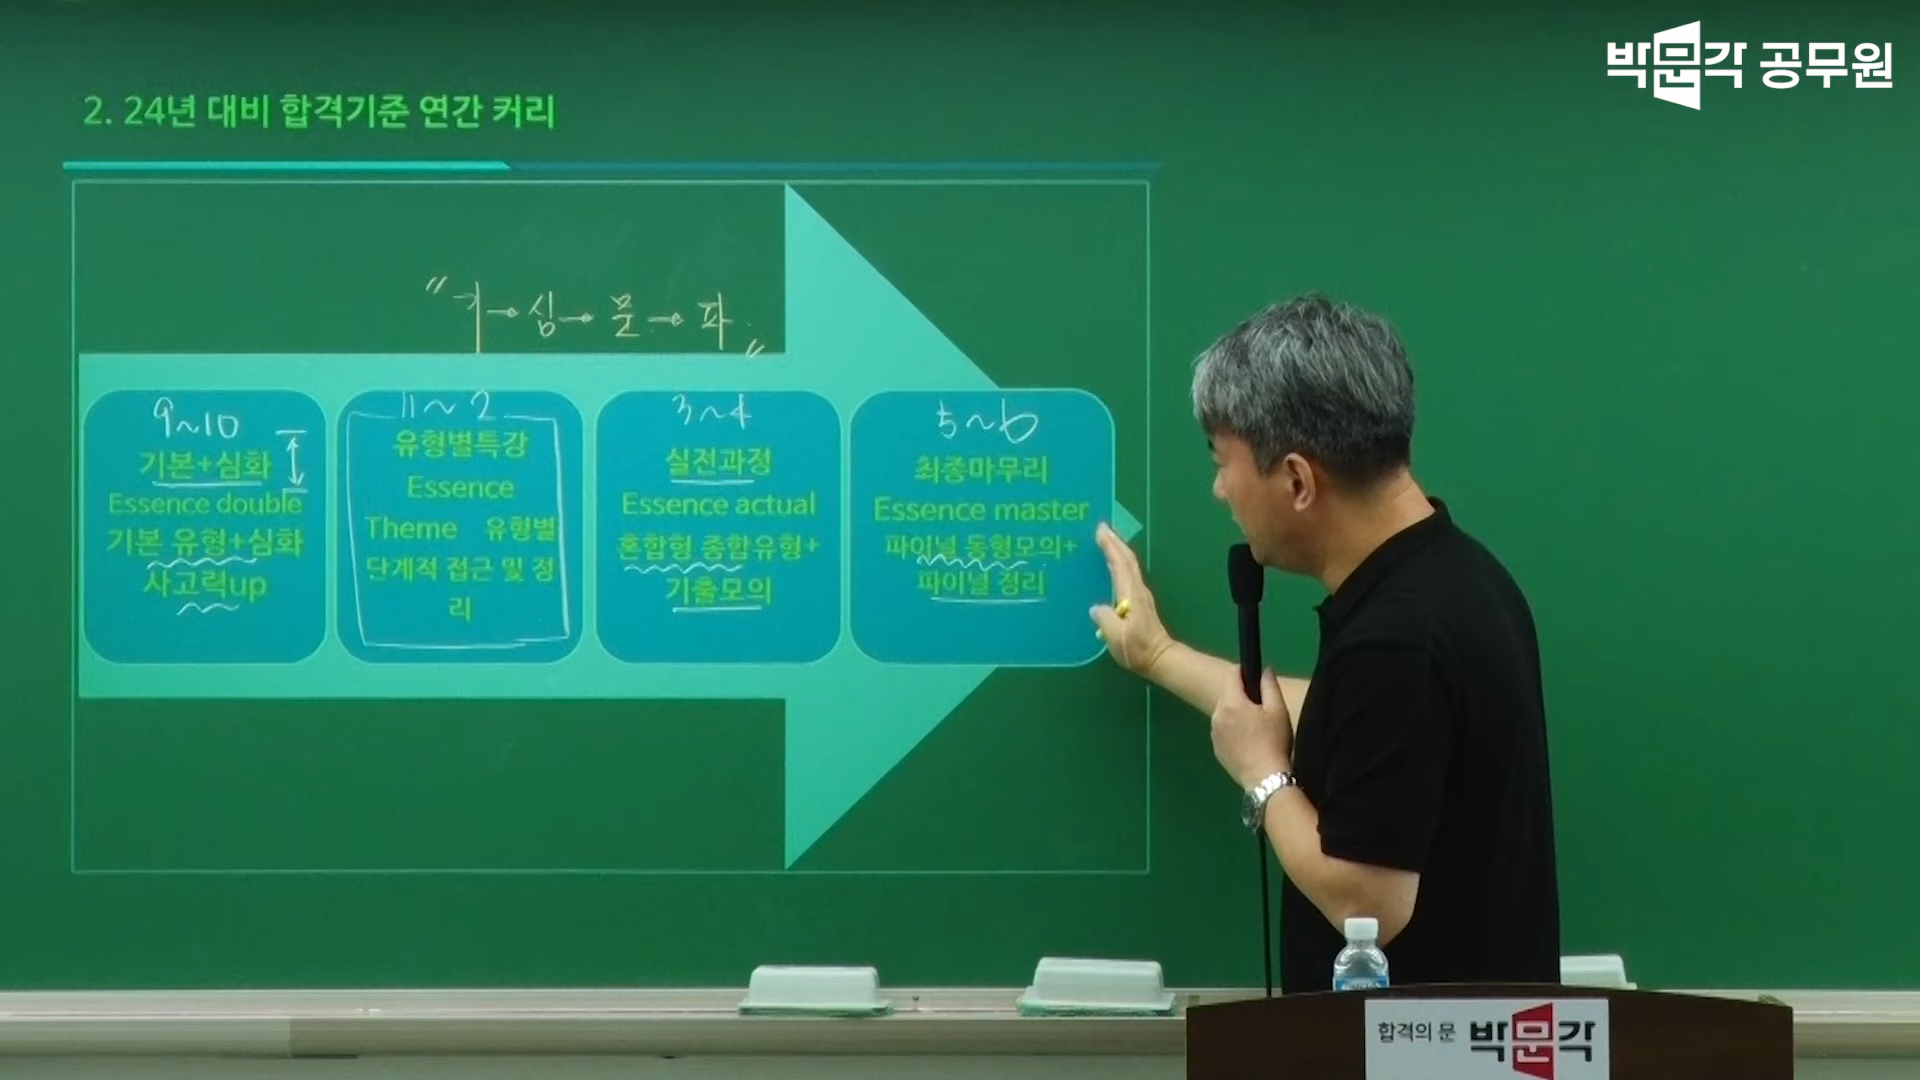 박문각 공무원
2. 24년 대비 합격기준 연간 커리
"기→심→문→파"
9~10
기본+심화
Essence double
기본 유형+심화
사고력up
11~2
유형별특강
Essence
Theme 유형별
단계적 접근 및 정
리
3~4
실전과정
Essence actual
혼합형 종합유형+
기출모의
5~6
최종마무리
Essence master
파이널 동형모의+
파이널 정리
합격의 문 박문각